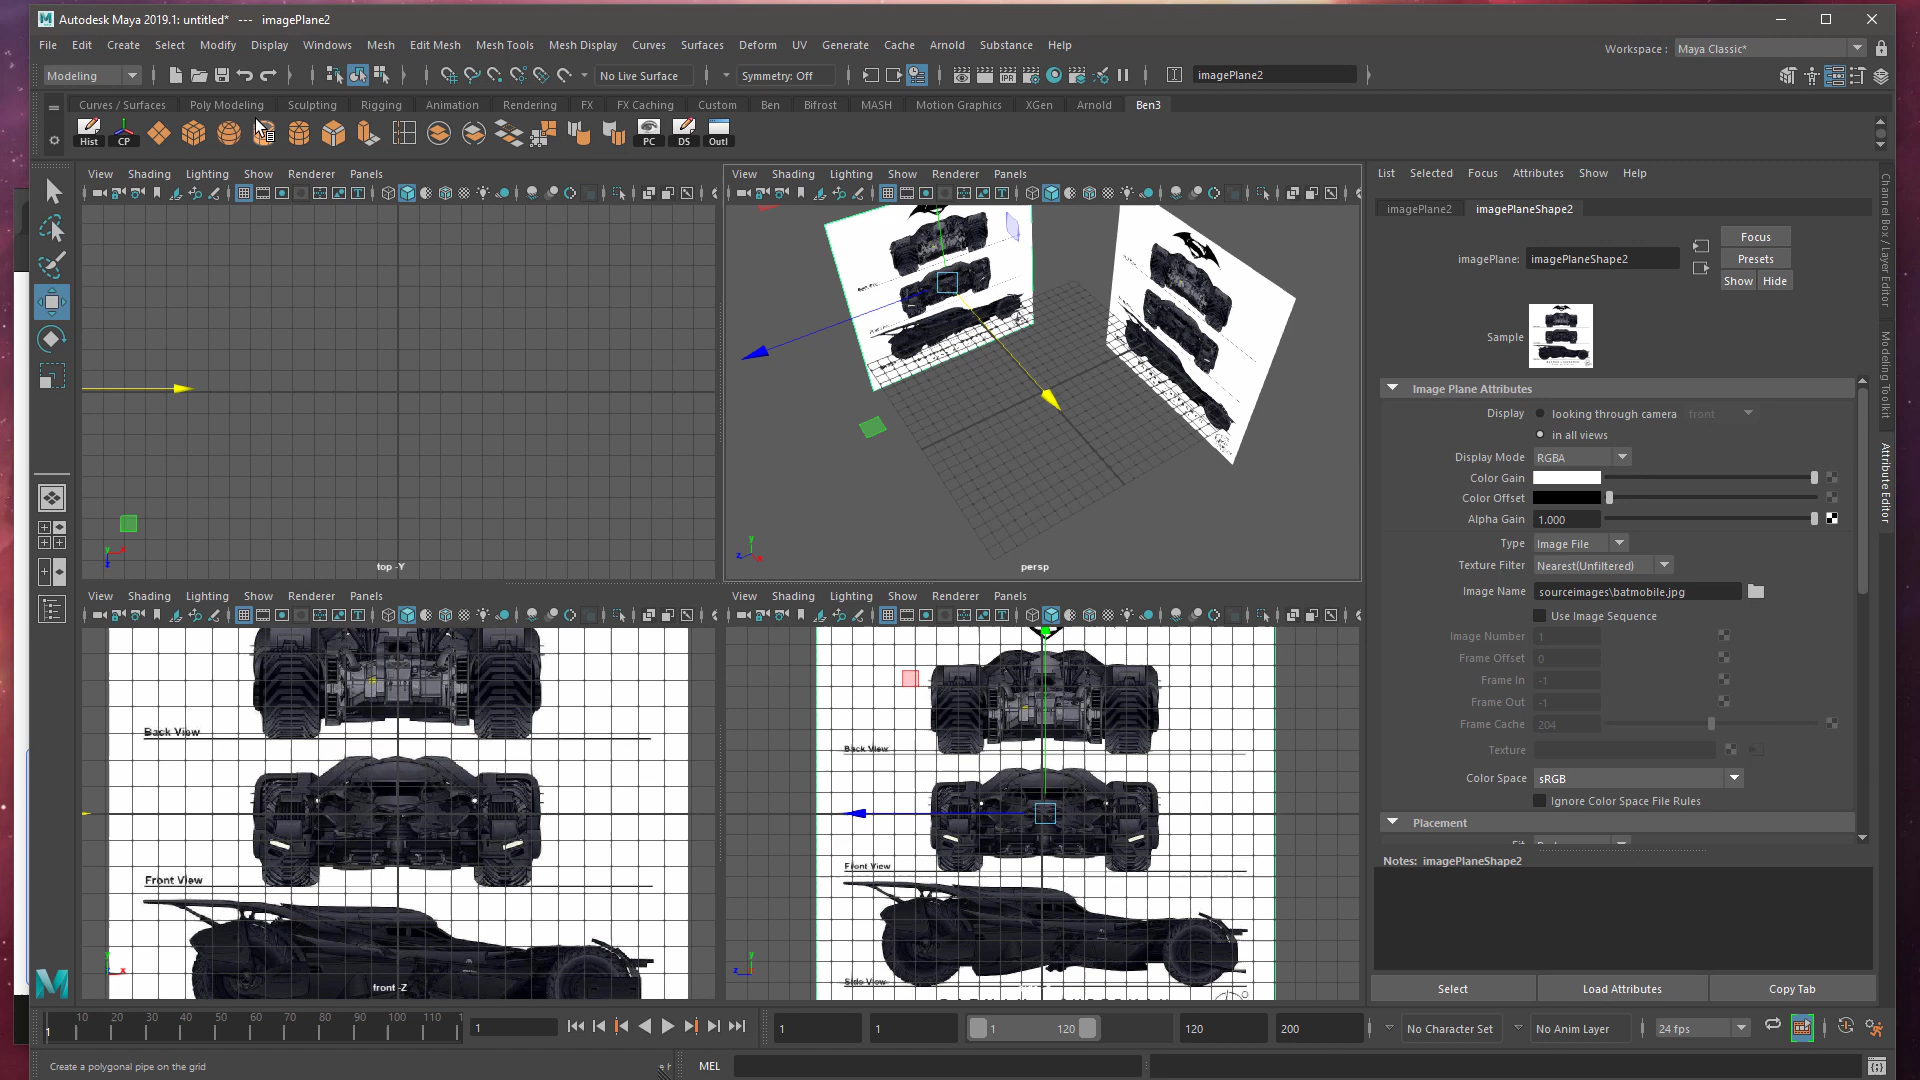 Autodesk Maya 2019.1: untitled* --- imagePlane2
File Edit Create Select Modify Display Windows Mesh Edit Mesh Mesh Tools Mesh Display Curves Surfaces Deform UV Generate Cache Arnold Substance Help
Workspace : Maya Classic*
Modeling No Live Surface Symmetry: Off IPR imagePlane2
Curves / Surfaces Poly Modeling Sculpting Rigging Animation Rendering FX FX Caching Custom Ben Bifrost MASH Motion Graphics XGen Arnold Ben3
Hist CP PC DS Outl
View Shading Lighting Show Renderer Panels
View Shading Lighting Show Renderer Panels
List Selected Focus Attributes Show Help
imagePlane2 imagePlaneShape2
imagePlane: imagePlaneShape2
Focus
Presets
Show Hide
Sample
Image Plane Attributes
Display looking through camera front
in all views
Display Mode RGBA
Color Gain
Color Offset
Alpha Gain 1.000
Type Image File
Texture Filter Nearest(Unfiltered)
Image Name sourceimages\batmobile.jpg
Use Image Sequence
Image Number 1
Frame Offset 0
Frame In -1
Frame Out -1
Frame Cache 204
Texture
Color Space sRGB
Ignore Color Space File Rules
Placement
Notes: imagePlaneShape2
Select Load Attributes Copy Tab
Channel Box / Layer Editor
Modeling Toolkit
Attribute Editor
y x z
top -Y
y z x
persp
View Shading Lighting Show Renderer Panels
View Shading Lighting Show Renderer Panels
Back View
Front View
y x
front -Z
Back View
Front View
Side View
y z
10 20 30 40 50 60 70 80 90 100 110 1
1
1
1 1 1 120 120 200 No Character Set No Anim Layer 24 fps
Create a polygonal pipe on the grid
MEL